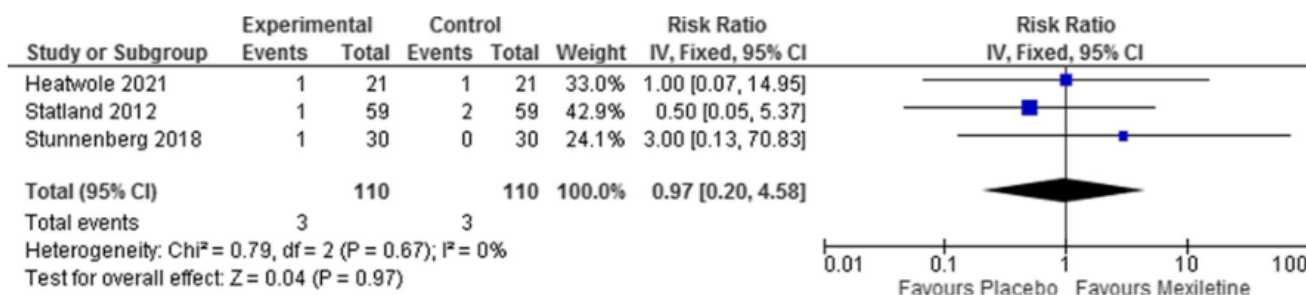 Experimental Control Risk Ratio Risk Ratio
Study or Subgroup Events Total Events Total Weight IV, Fixed, 95% CI IV, Fixed, 95% CI
Heatwole 2021 1 21 1 21 33.0% 1.00 [0.07, 14.95]
Statland 2012 1 59 2 59 42.9% 0.50 [0.05, 5.37]
Stunnenberg 2018 1 30 0 30 24.1% 3.00 [0.13, 70.83]
Total (95% CI) 110 110 100.0% 0.97 [0.20, 4.58]
Total events 3 3
Heterogeneity: Chi² = 0.79, df = 2 (P = 0.67); I² = 0%
Test for overall effect: Z = 0.04 (P = 0.97)
0.01 0.1 1 10 100
Favours Placebo Favours Mexiletine